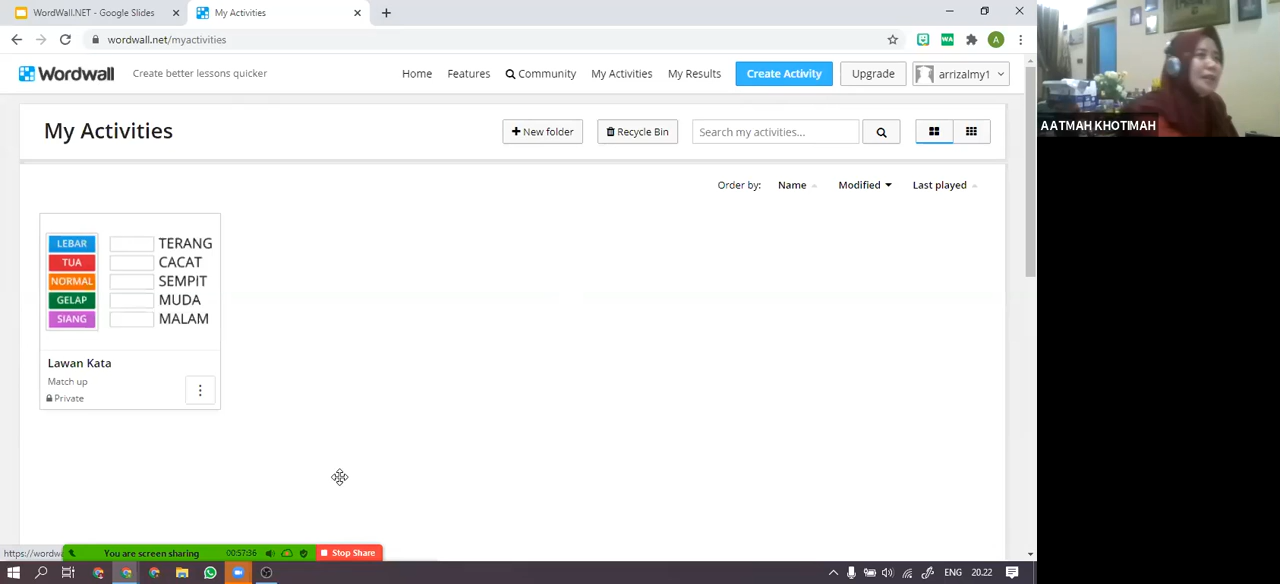 WordWall.NET - Google Slides
My Activities
wordwall.net/myactivities
WA
A
Wordwall
Create better lessons quicker
Home
Features
Community
My Activities
My Results
Create Activity
Upgrade
arrizalmy1
AATMAH KHOTIMAH
My Activities
New folder
Recycle Bin
Search my activities...
Order by:
Name
Modified
Last played
LEBAR
TERANG
TUA
CACAT
NORMAL
SEMPIT
GELAP
MUDA
SIANG
MALAM
Lawan Kata
Match up
Private
https://wordwa
You are screen sharing
00:57:36
Stop Share
ENG
20.22